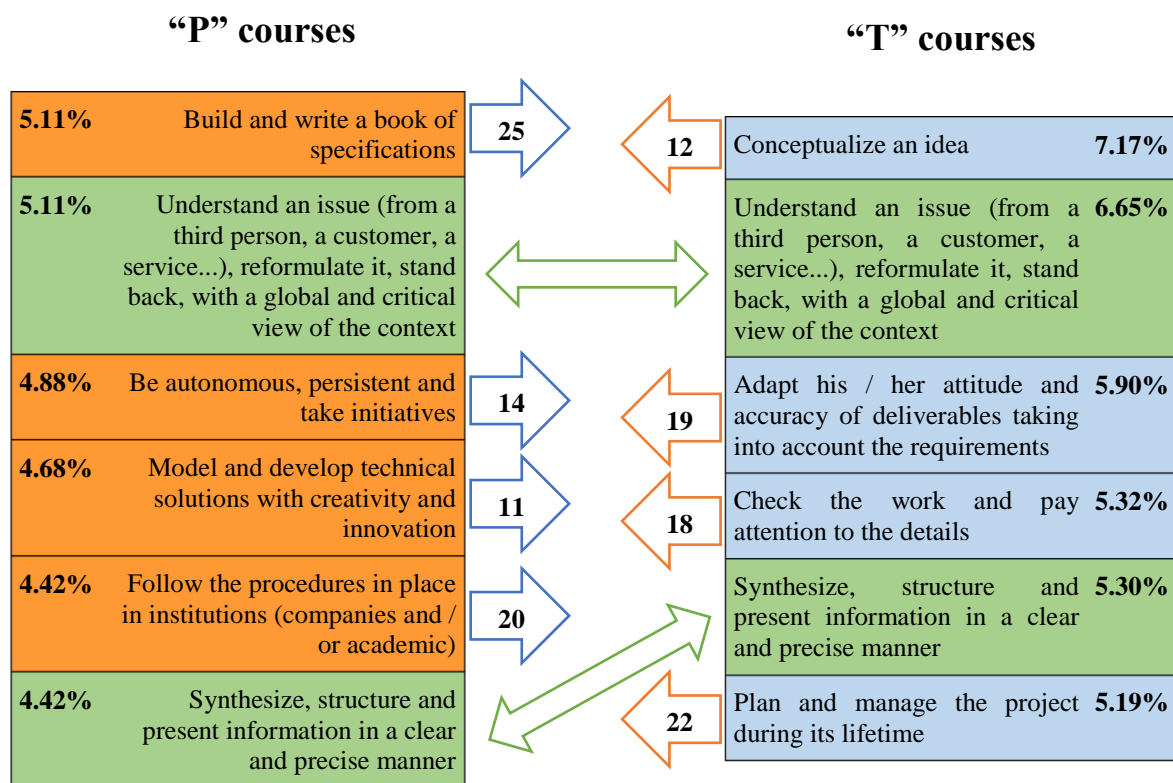 “P” courses
“T” courses
5.11% Build and write a book of
specifications
5.11% Understand an issue (from a
third person, a customer, a
service...), reformulate it, stand
back, with a global and critical
view of the context
4.88% Be autonomous, persistent and
take initiatives
4.68% Model and develop technical
solutions with creativity and
innovation
4.42% Follow the procedures in place
in institutions (companies and /
or academic)
4.42% Synthesize, structure and
present information in a clear
and precise manner
25
14
11
20
12
19
18
22
Conceptualize an idea 7.17%
Understand an issue (from a 6.65%
third person, a customer, a
service...), reformulate it, stand
back, with a global and critical
view of the context
Adapt his / her attitude and 5.90%
accuracy of deliverables taking
into account the requirements
Check the work and pay 5.32%
attention to the details
Synthesize, structure and 5.30%
present information in a clear
and precise manner
Plan and manage the project 5.19%
during its lifetime